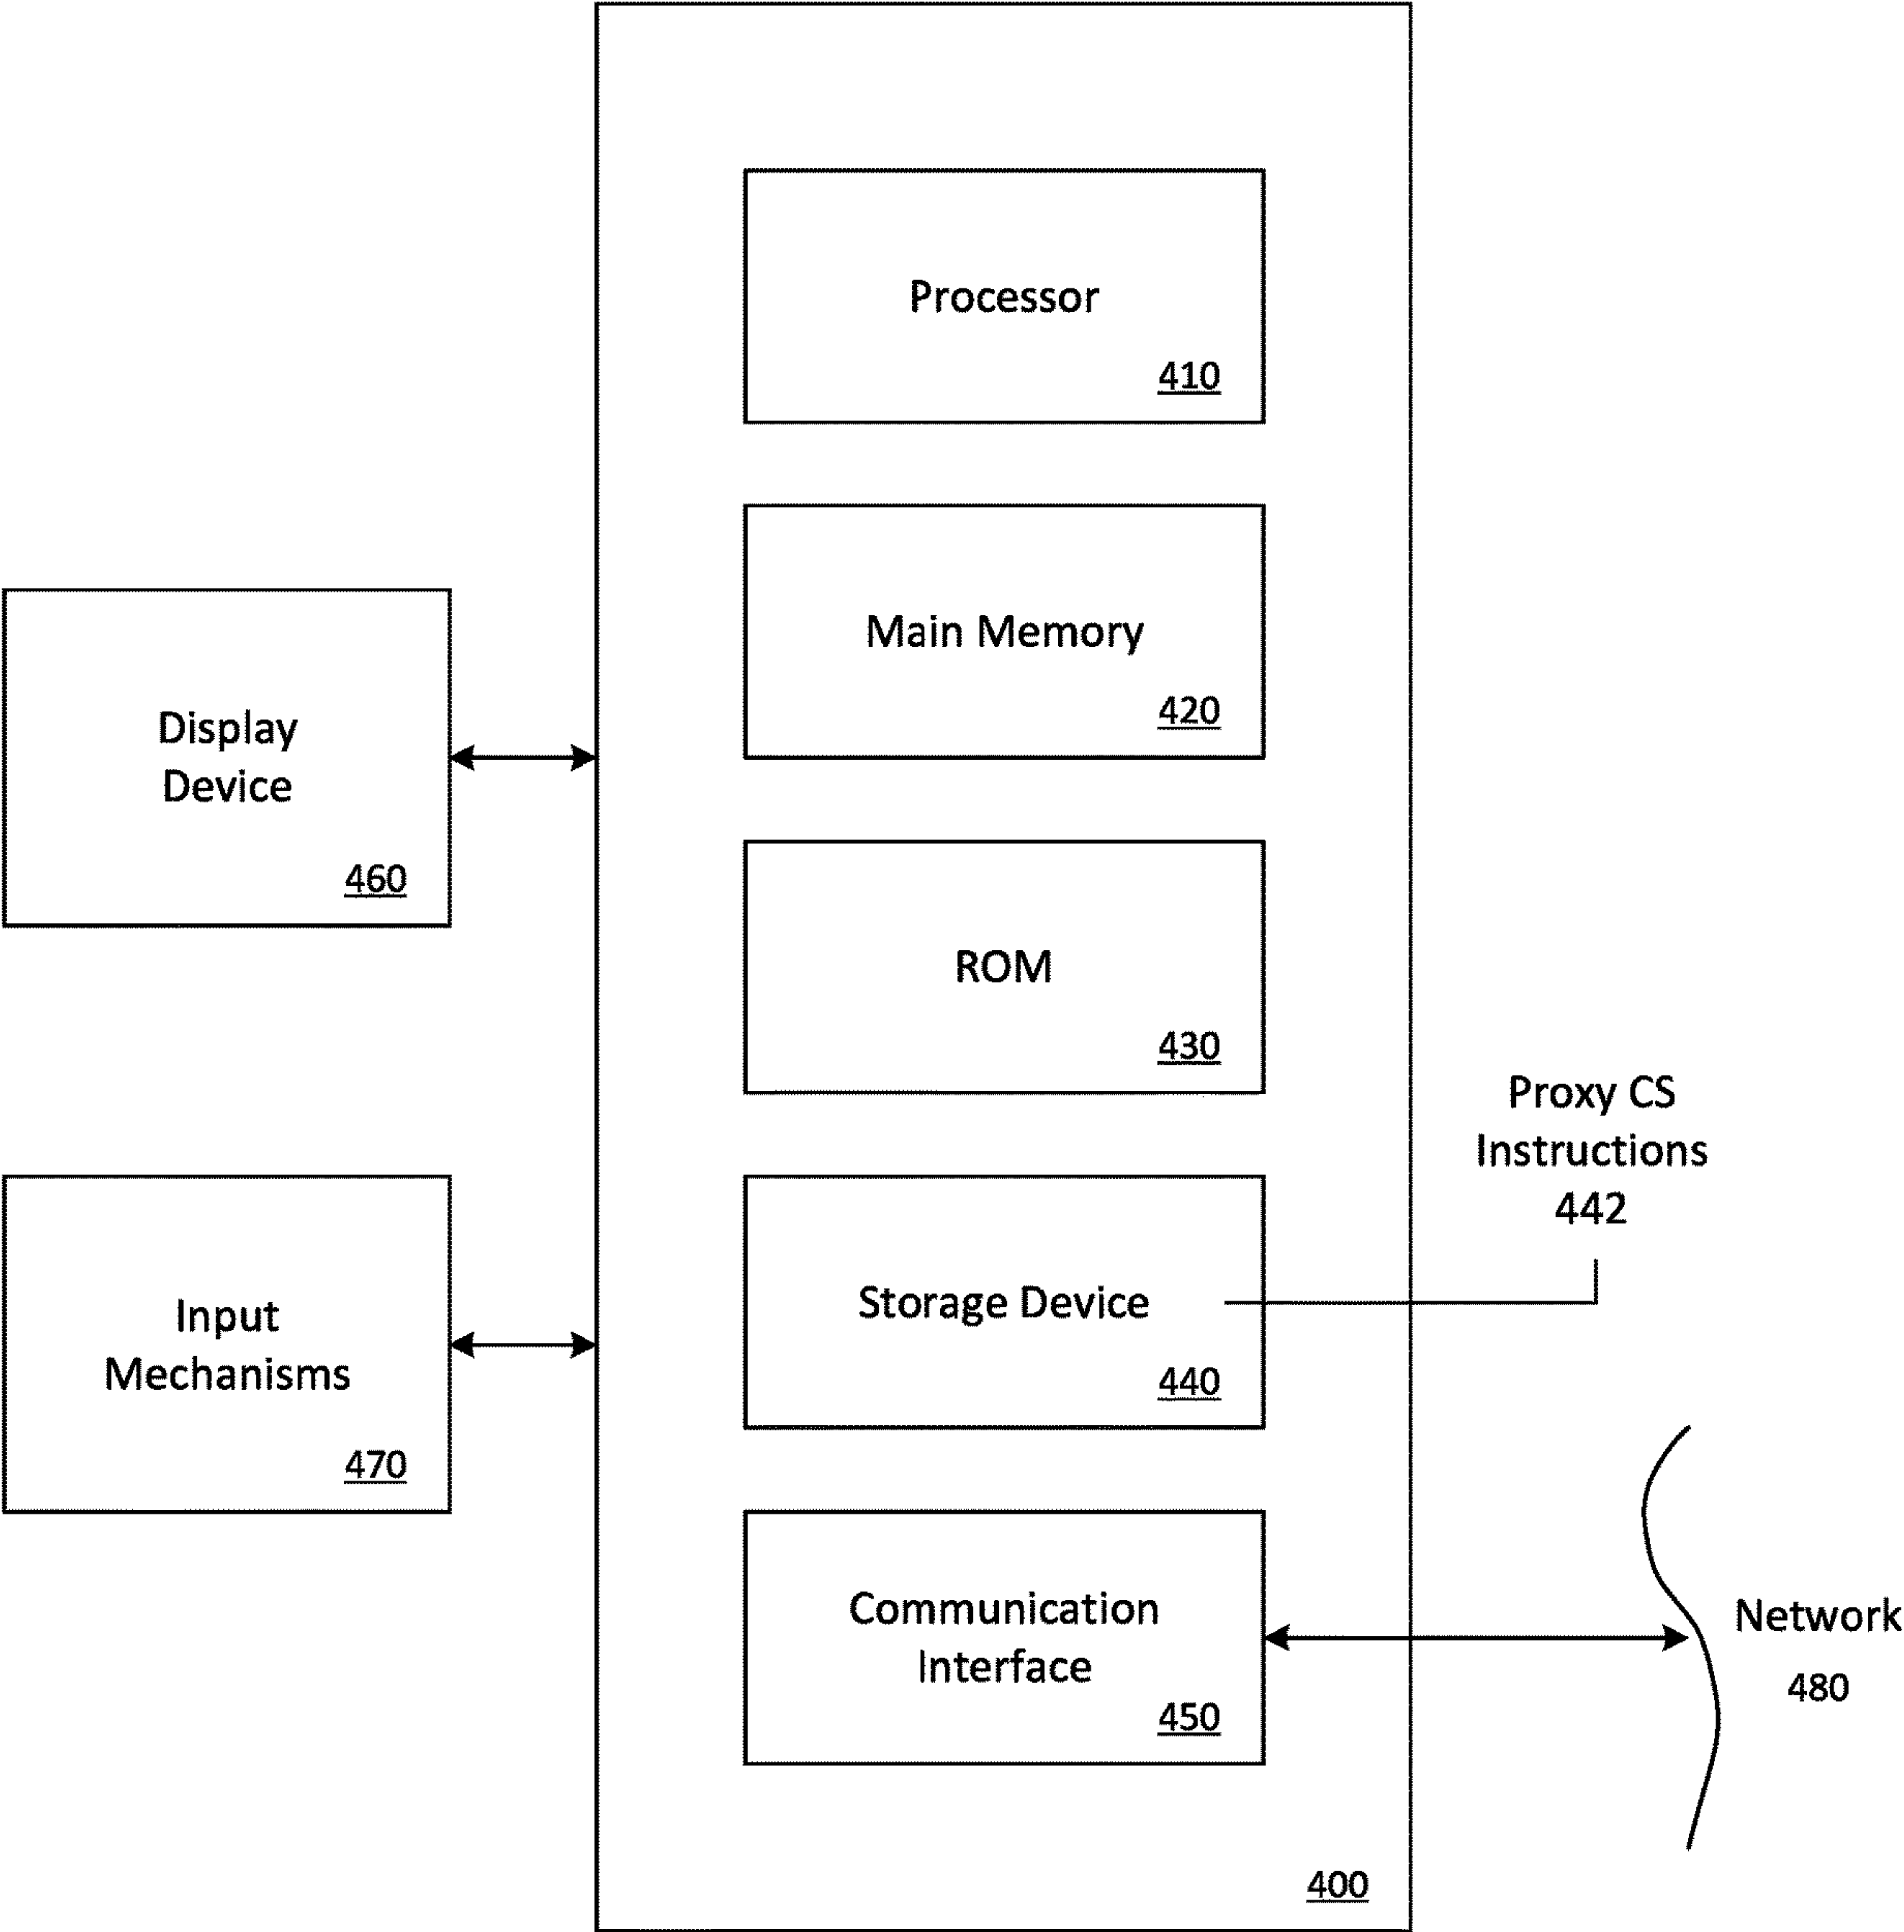 Processor
410
Main Memory
420
Display
Device
460
ROM
430
Proxy CS
Instructions
442
Storage Device
440
Input
Mechanisms
470
Communication
Interface
450
Network
480
400